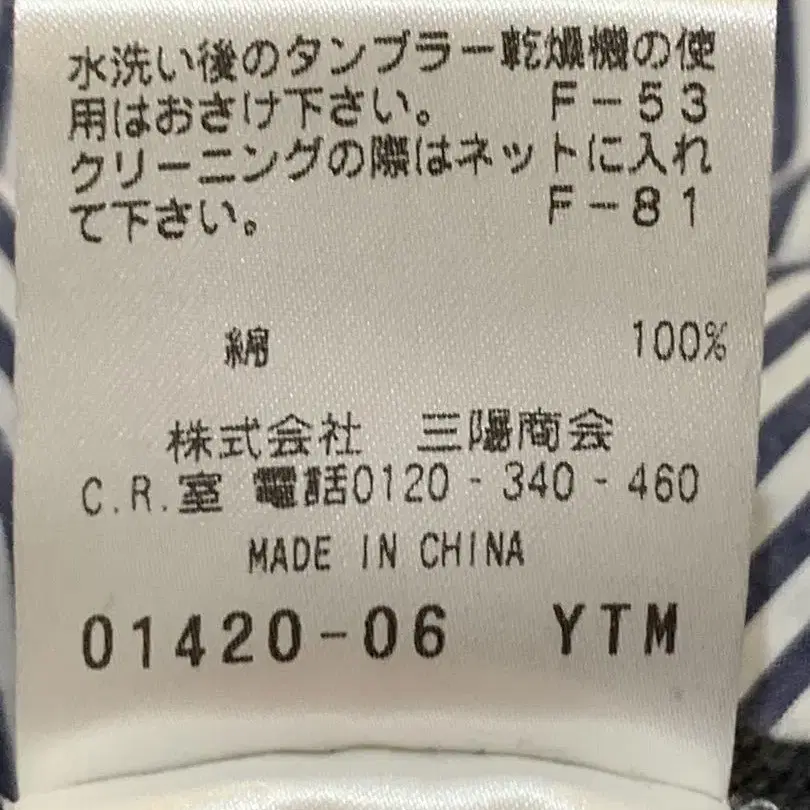 水洗い後のタンブラー乾燥機の使
用はおさけ下さい。 F-53
クリーニングの際はネットに入れ
て下さい。 F-81
綿 100%
株式会社 三陽商会
C.R.室 電話0120-340-460
MADE IN CHINA
01420-06 YTM